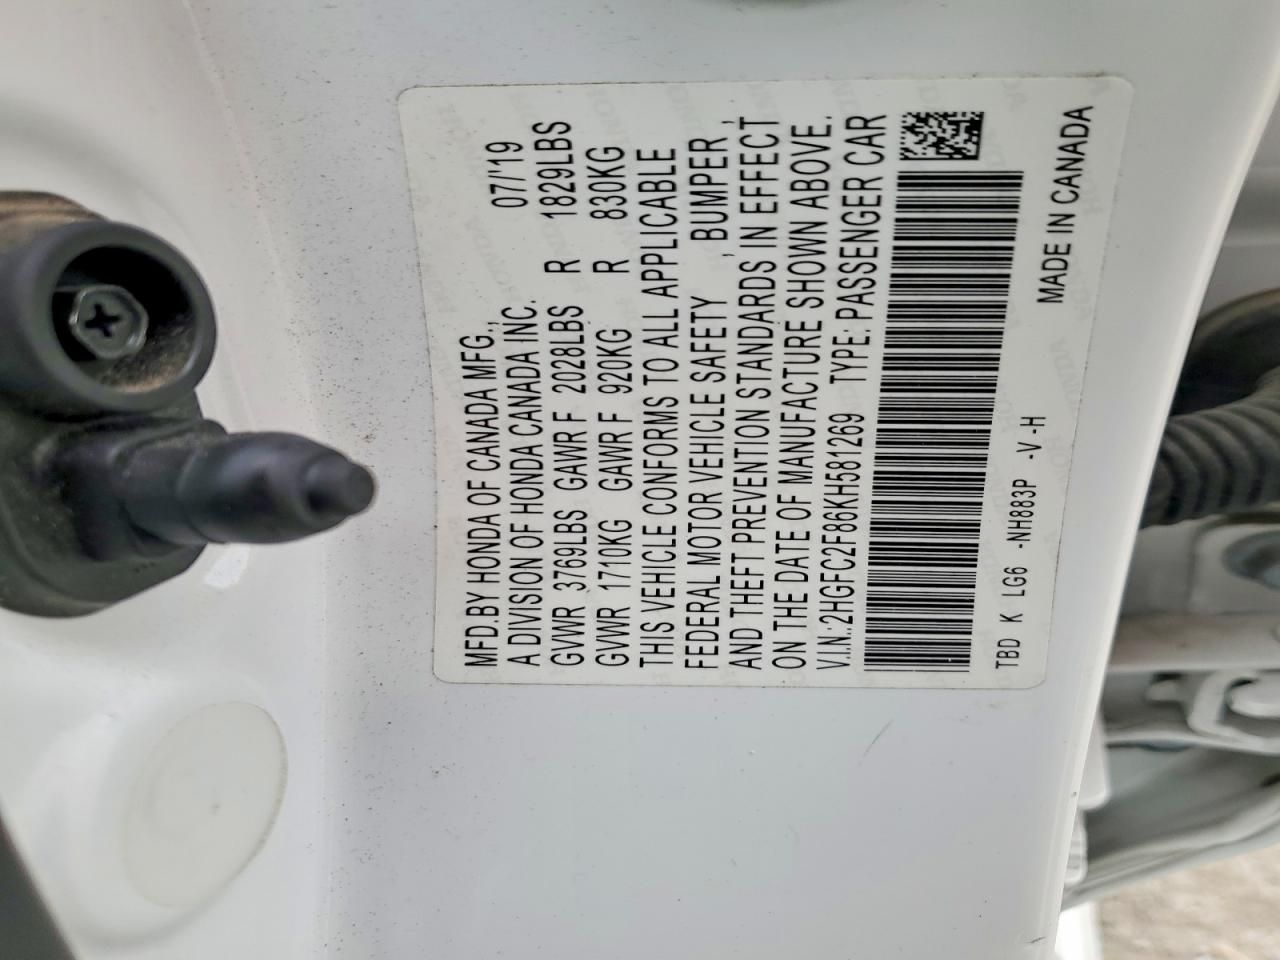 MFD.BY HONDA OF CANADA MFG., 07/'19
A DIVISION OF HONDA CANADA INC.
GVWR 3769LBS GAWR F 2028LBS R 1829LBS
GVWR 1710KG GAWR F 920KG R 830KG
THIS VEHICLE CONFORMS TO ALL APPLICABLE
FEDERAL MOTOR VEHICLE SAFETY , BUMPER ,
AND THEFT PREVENTION STANDARDS IN EFFECT
ON THE DATE OF MANUFACTURE SHOWN ABOVE.
V.I.N.:2HGFC2F86KH581269 TYPE: PASSENGER CAR
TBD K LG6 -NH883P -V -H MADE IN CANADA